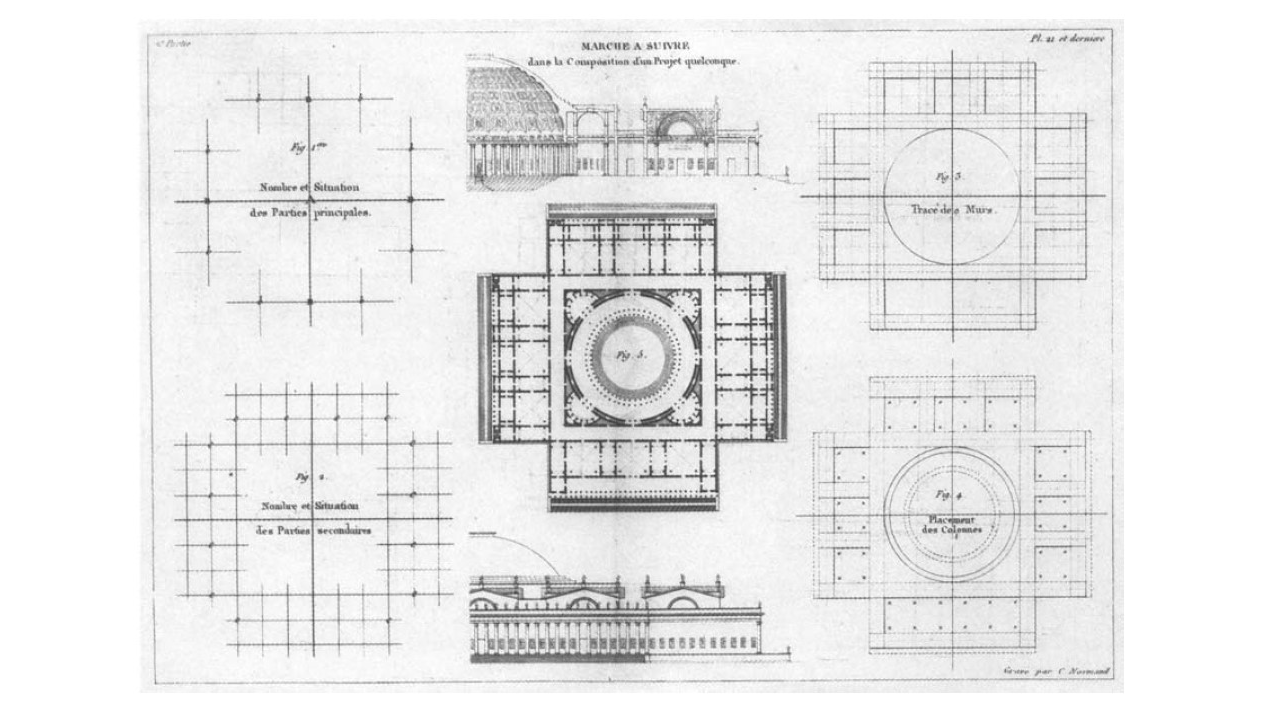 2e Partie
Pl. 21 et derniere
MARCHE A SUIVRE
dans la Composition d'un Projet quelconque.
Fig. 1ere
Nombre et Situation
des Parties principales.
Fig. 3.
Tracé des Murs.
Fig. 5.
Fig. 2.
Nombre et Situation
des Parties secondaires
Fig. 4
Placement
des Colonnes
Gravé par C. Normand